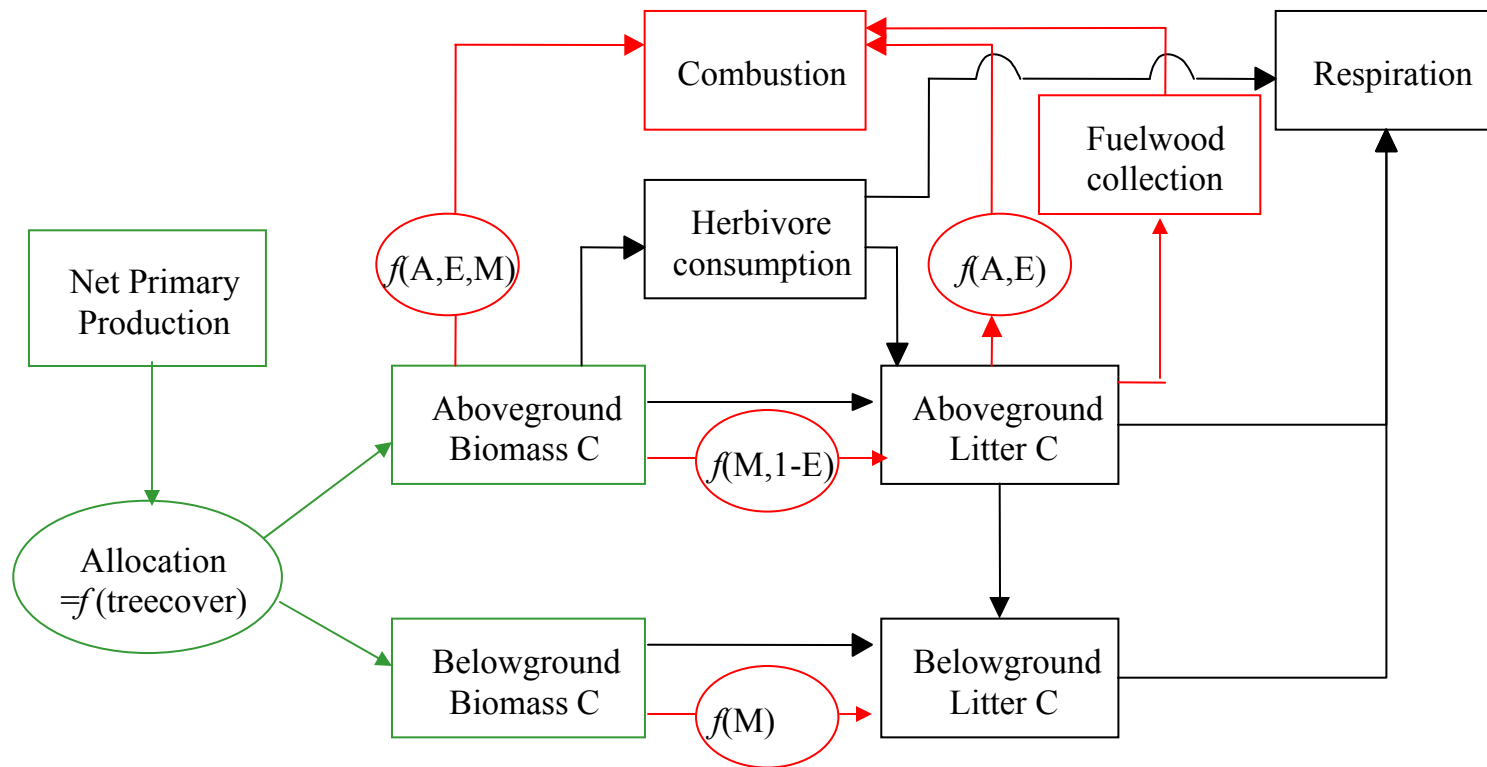 Combustion
Respiration
Fuelwood
collection
Herbivore
consumption
f(A,E,M)
f(A,E)
Net Primary
Production
Aboveground
Biomass C
f(M,1-E)
Aboveground
Litter C
Allocation
=f (treecover)
Belowground
Biomass C
f(M)
Belowground
Litter C